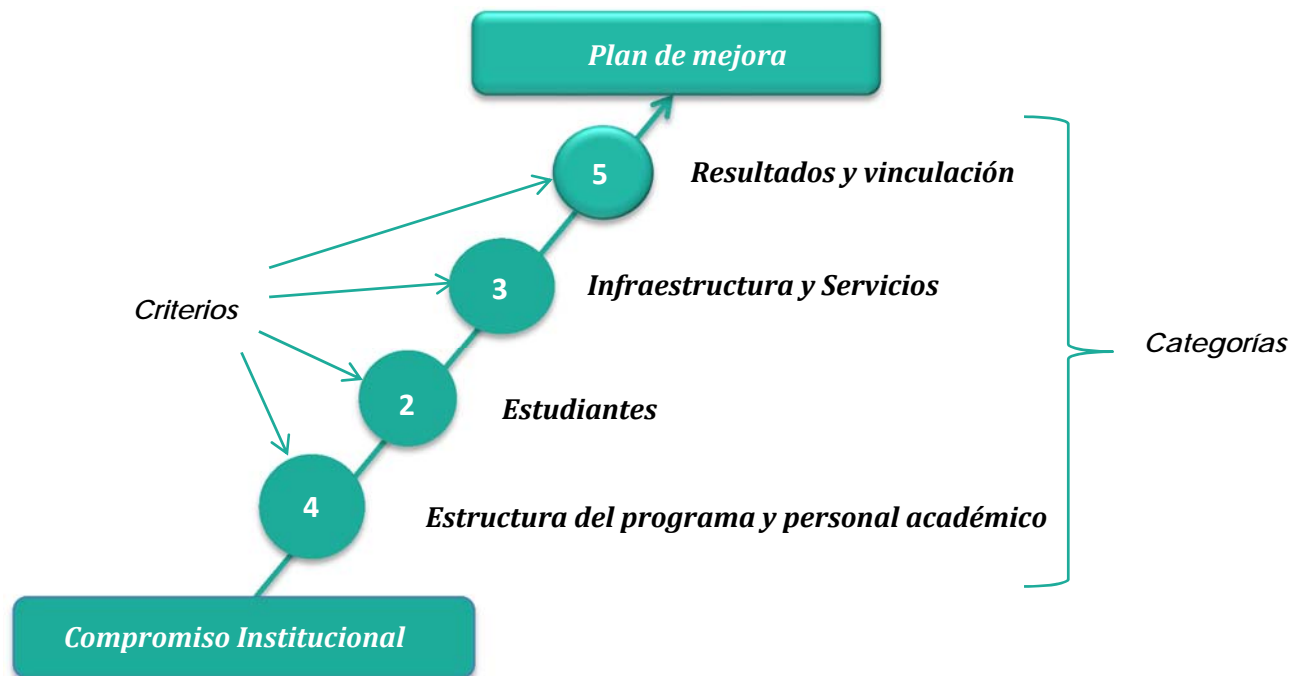 Plan de mejora
5
Resultados y vinculación
3
Infraestructura y Servicios
Criterios
Categorías
2
Estudiantes
4
Estructura del programa y personal académico
Compromiso Institucional